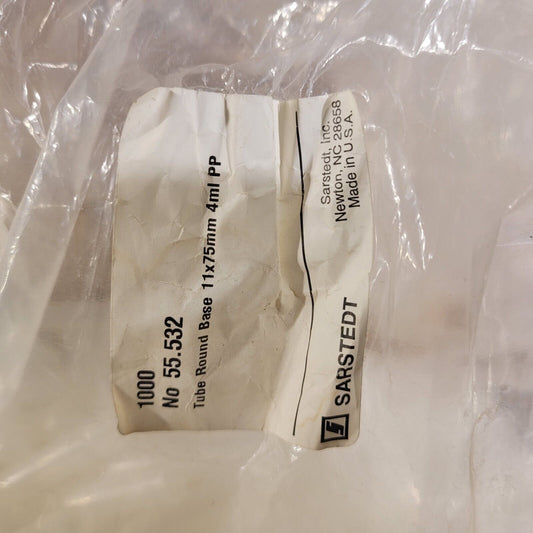 1000
No 55.532
Tube Round Base 11x75mm 4ml PP
SARSTEDT
Sarstedt, Inc.
Newton, NC 28658
Made in U.S.A.